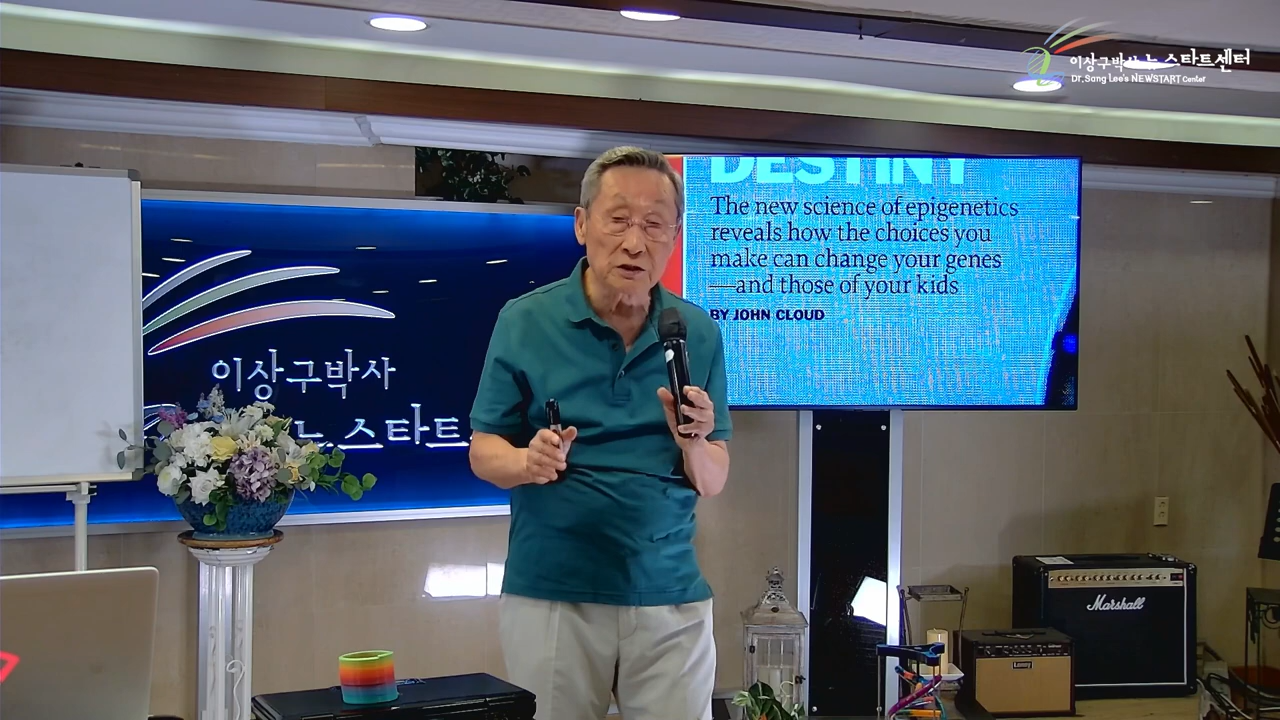 이상구박사 뉴스타트센터
Dr. Sang Lee's NEWSTART Center
DESTINY
The new science of epigenetics
reveals how the choices you
make can change your genes
—and those of your kids
BY JOHN CLOUD
이상구박사
뉴스타트
Marshall
Laney